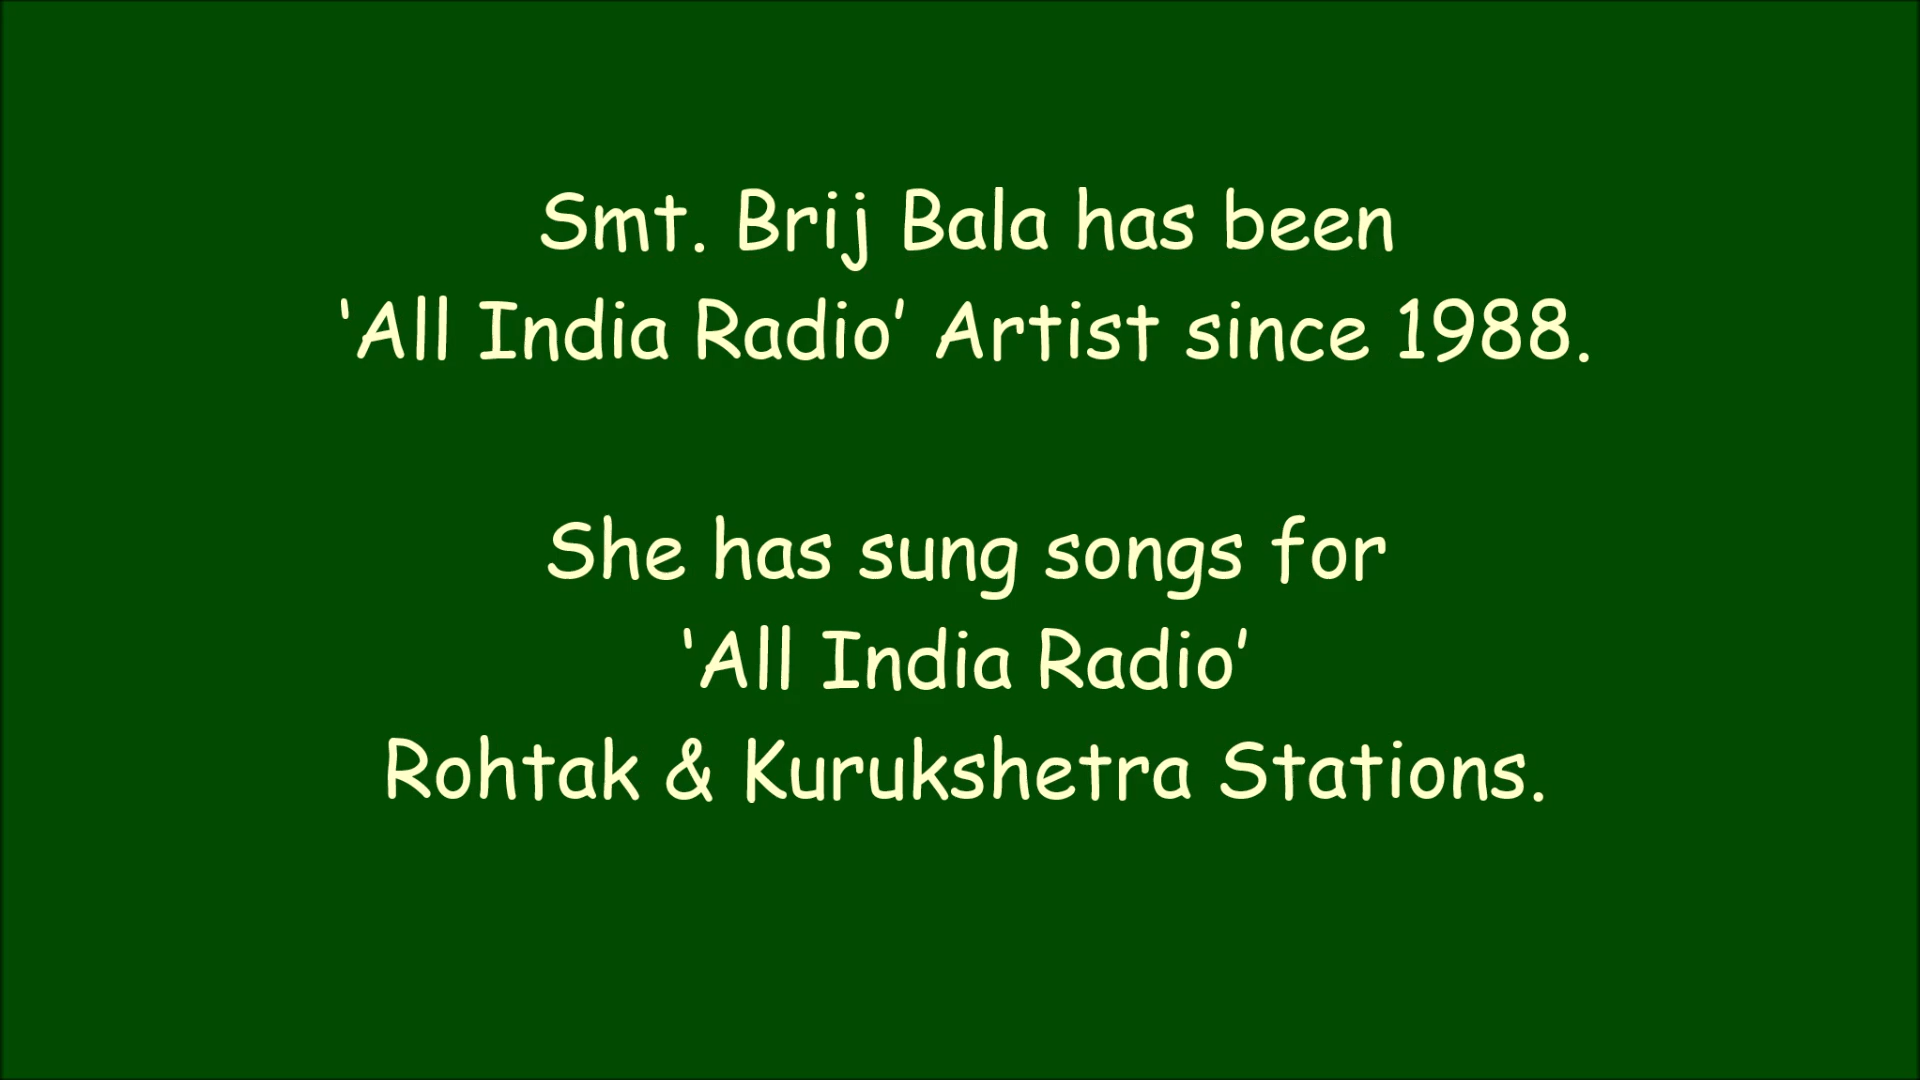 Smt. Brij Bala has been
‘All India Radio’ Artist since 1988.
She has sung songs for
‘All India Radio’
Rohtak & Kurukshetra Stations.